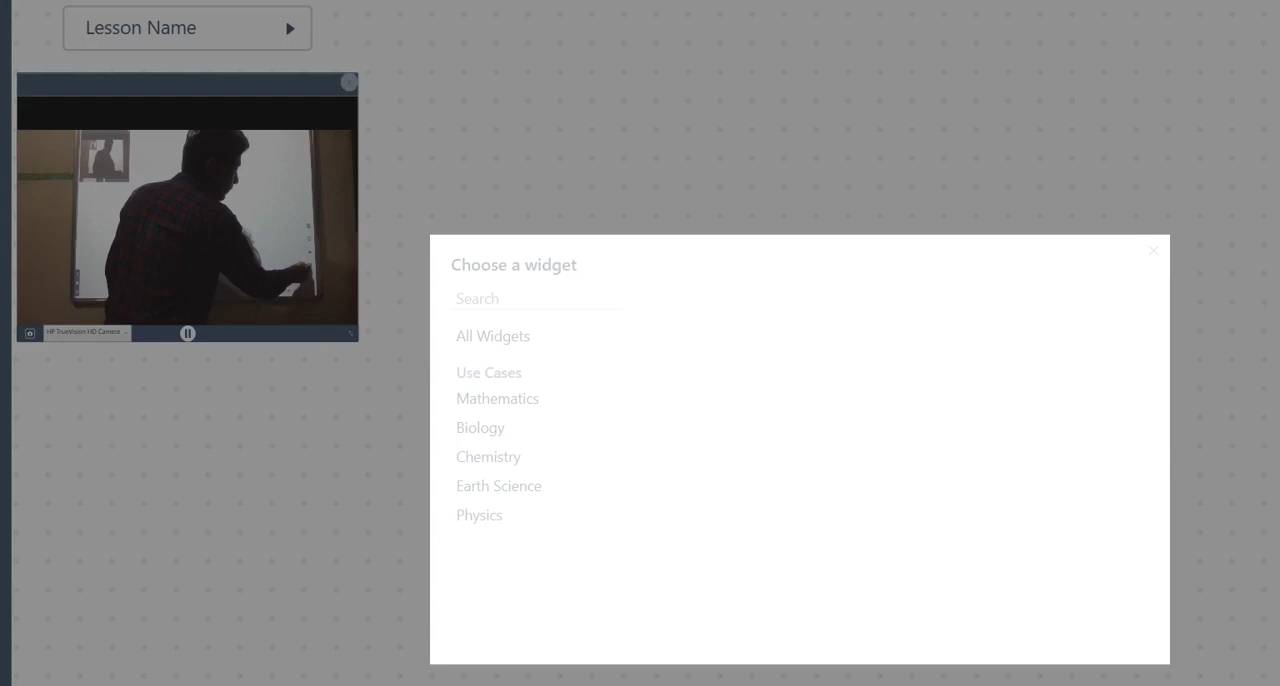 Lesson Name
HP TrueVision HD Camera
Choose a widget
Search
All Widgets
Use Cases
Mathematics
Biology
Chemistry
Earth Science
Physics